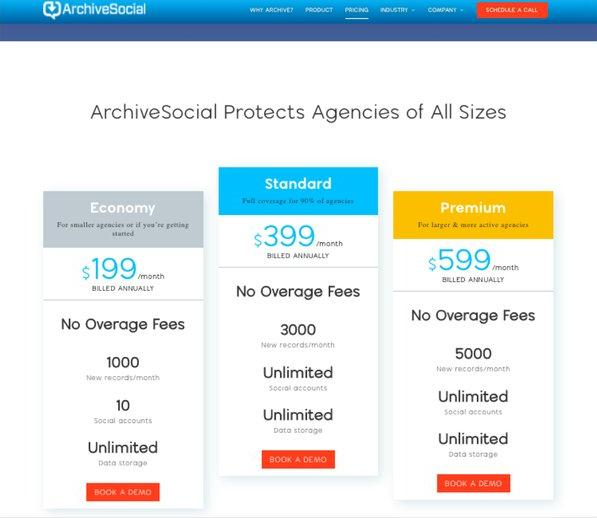 ArchiveSocial
WHY ARCHIVE?
PRODUCT
PRICING
INDUSTRY
COMPANY
SCHEDULE A CALL
ArchiveSocial Protects Agencies of All Sizes
Economy
For smaller agencies or if you're getting
started
$199/month
BILLED ANNUALLY
No Overage Fees
1000
New records/month
10
Social accounts
Unlimited
Data storage
BOOK A DEMO
Standard
Full coverage for 90% of agencies
$399/month
BILLED ANNUALLY
No Overage Fees
3000
New records/month
Unlimited
Social accounts
Unlimited
Data storage
BOOK A DEMO
Premium
For larger & more active agencies
$599/month
BILLED ANNUALLY
No Overage Fees
5000
New records/month
Unlimited
Social accounts
Unlimited
Data storage
BOOK A DEMO